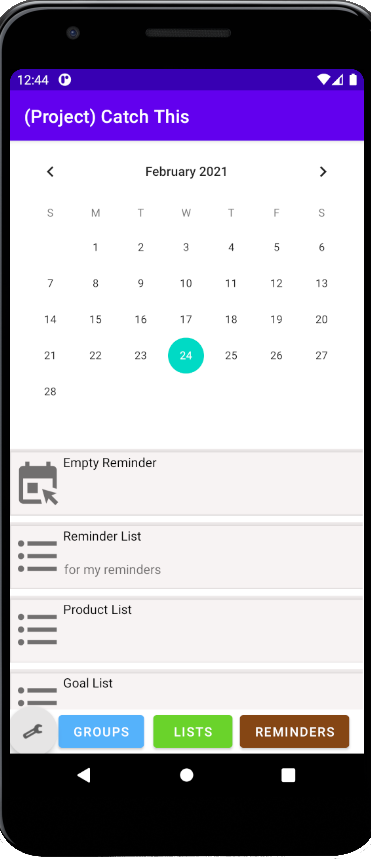 12:44
(Project) Catch This
February 2021
S M T W T F S
1 2 3 4 5 6
7 8 9 10 11 12 13
14 15 16 17 18 19 20
21 22 23 24 25 26 27
28
Empty Reminder
Reminder List
for my reminders
Product List
Goal List
GROUPS LISTS REMINDERS